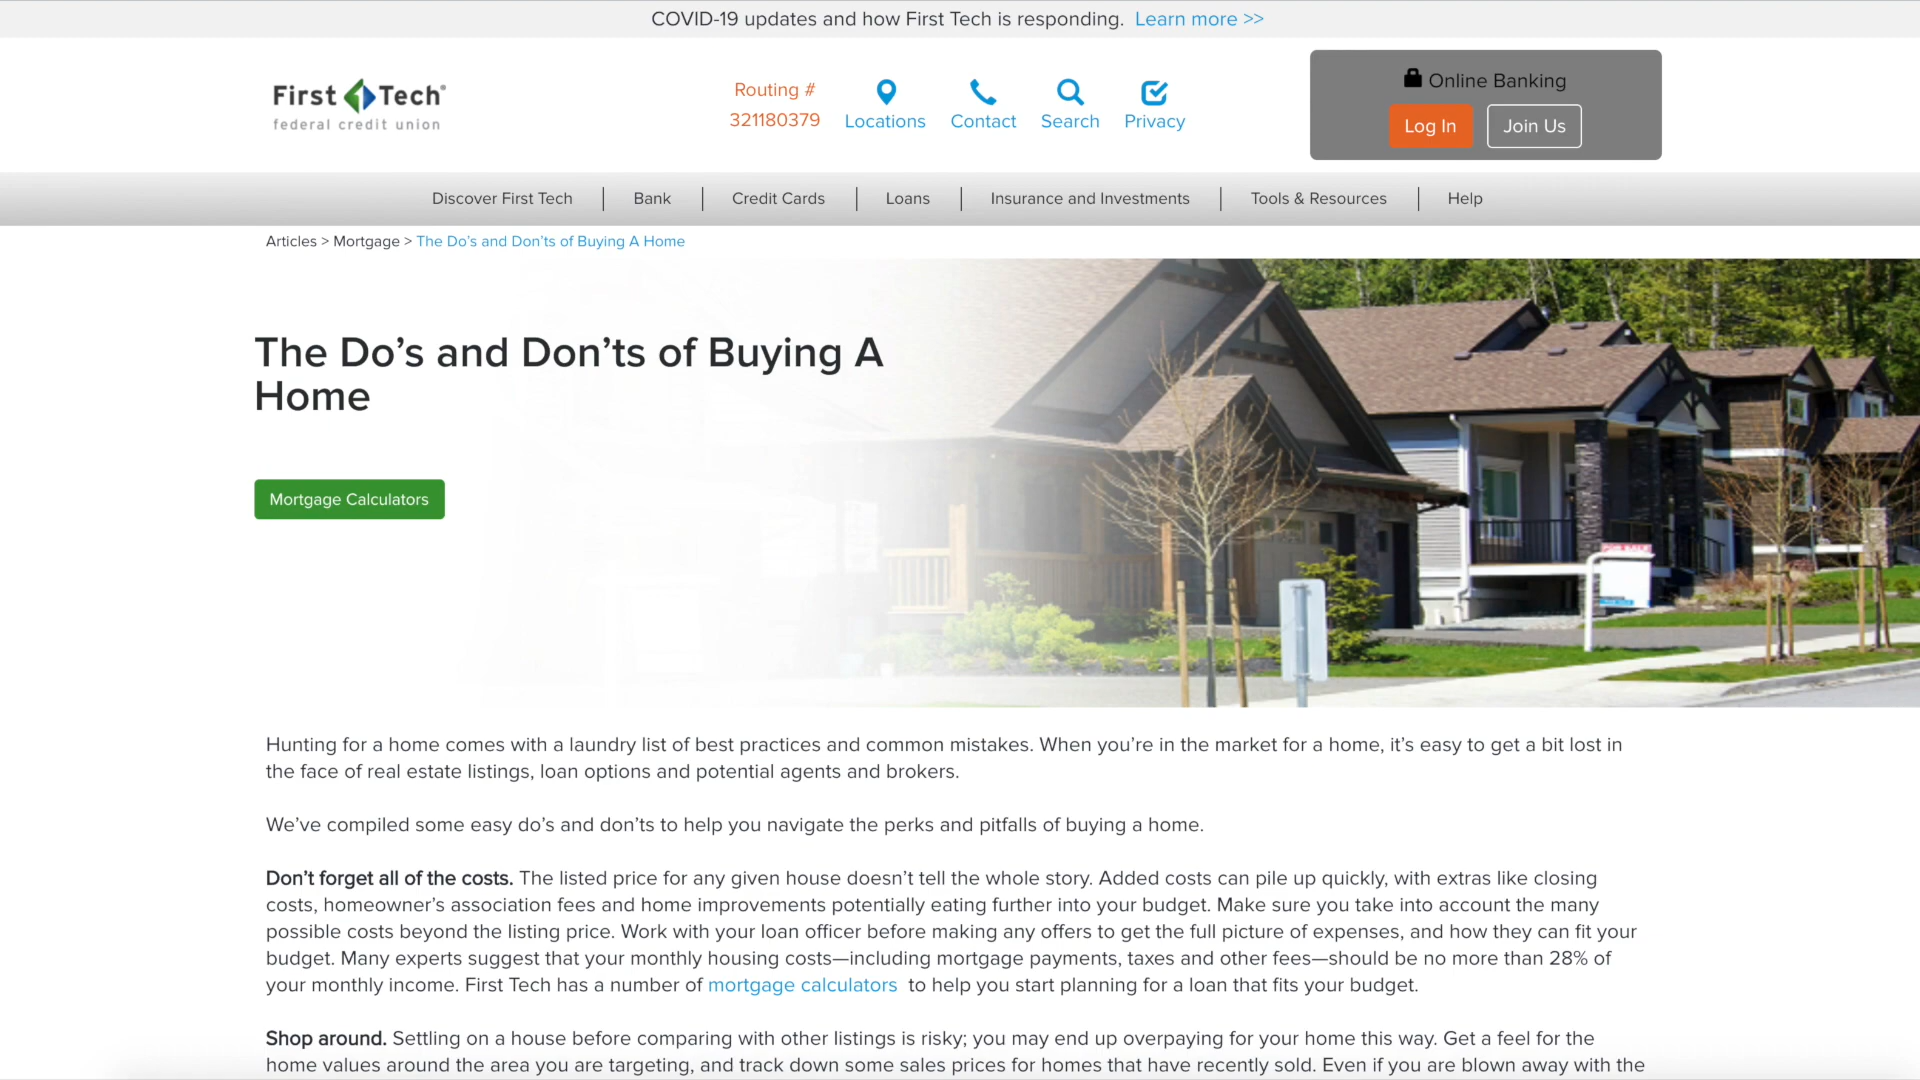 COVID-19 updates and how First Tech is responding. Learn more >>
First Tech®
federal credit union
Routing #
321180379
Locations
Contact
Search
Privacy
Online Banking
Log In
Join Us
Discover First Tech
Bank
Credit Cards
Loans
Insurance and Investments
Tools & Resources
Help
Articles > Mortgage > The Do’s and Don’ts of Buying A Home
The Do’s and Don’ts of Buying A
Home
Mortgage Calculators
FOR SALE
Hunting for a home comes with a laundry list of best practices and common mistakes. When you’re in the market for a home, it’s easy to get a bit lost in
the face of real estate listings, loan options and potential agents and brokers.
We’ve compiled some easy do’s and don’ts to help you navigate the perks and pitfalls of buying a home.
Don’t forget all of the costs. The listed price for any given house doesn’t tell the whole story. Added costs can pile up quickly, with extras like closing
costs, homeowner’s association fees and home improvements potentially eating further into your budget. Make sure you take into account the many
possible costs beyond the listing price. Work with your loan officer before making any offers to get the full picture of expenses, and how they can fit your
budget. Many experts suggest that your monthly housing costs—including mortgage payments, taxes and other fees—should be no more than 28% of
your monthly income. First Tech has a number of mortgage calculators to help you start planning for a loan that fits your budget.
Shop around. Settling on a house before comparing with other listings is risky; you may end up overpaying for your home this way. Get a feel for the
home values around the area you are targeting, and track down some sales prices for homes that have recently sold. Even if you are blown away with the